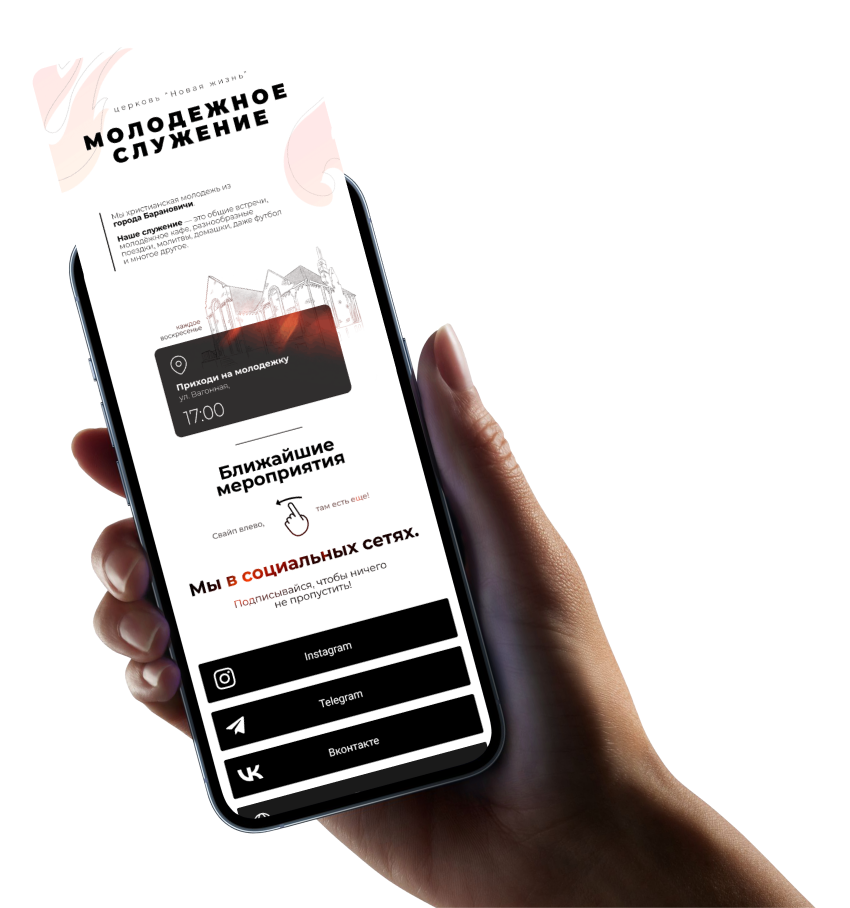 церковь "Новая жизнь"
МОЛОДЕЖНОЕ
СЛУЖЕНИЕ
Мы христианская молодежь из
города Барановичи
Наше служение — это общие встречи,
молодежное кафе, разнообразные
поездки, молитвы, домашки, даже футбол
и многое другое.
каждое
воскресенье
Приходи на молодежку
ул. Вагонная,
17:00
Ближайшие
мероприятия
Свайп влево,
там есть еще!
Мы в социальных сетях.
Подписывайся, чтобы ничего
не пропустить!
Instagram
Telegram
Вконтакте